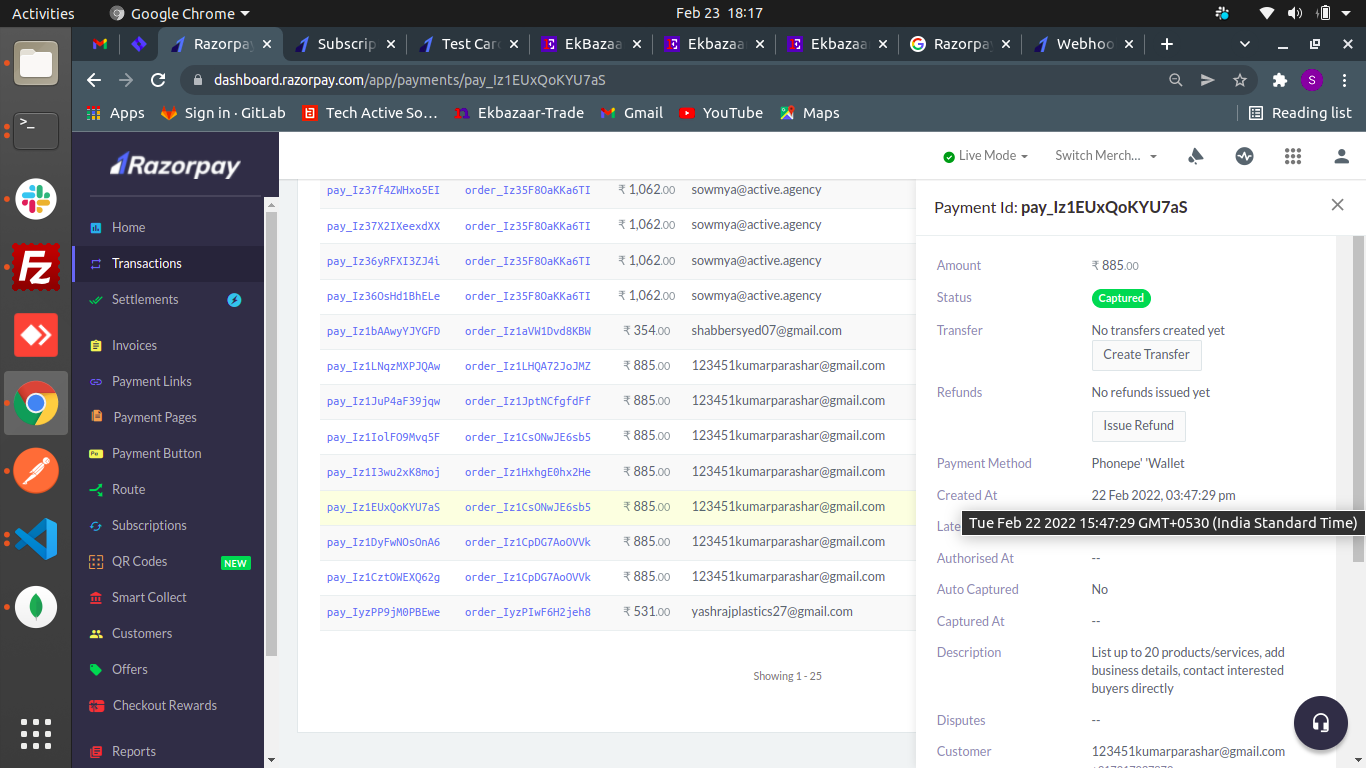 Activities Google Chrome Feb 23 18:17
Razorpay Subscrip Test Card EkBazaa Ekbazaa Ekbazaa Razorpay Webhoo
dashboard.razorpay.com/app/payments/pay_Iz1EUxQoKYU7aS S
Apps Sign in · GitLab Tech Active So… Ekbazaar-Trade Gmail YouTube Maps Reading list
Razorpay
Live Mode Switch Merch...
Home
Transactions
Settlements
Invoices
Payment Links
Payment Pages
Payment Button
Route
Subscriptions
QR Codes NEW
Smart Collect
Customers
Offers
Checkout Rewards
Reports
pay_Iz37f4ZWHxo5EI order_Iz35F8OaKKa6TI ₹ 1,062.00 sowmya@active.agency
pay_Iz37X2IXeexdXX order_Iz35F8OaKKa6TI ₹ 1,062.00 sowmya@active.agency
pay_Iz36yRFXI3ZJ4i order_Iz35F8OaKKa6TI ₹ 1,062.00 sowmya@active.agency
pay_Iz36OsHd1BhELe order_Iz35F8OaKKa6TI ₹ 1,062.00 sowmya@active.agency
pay_Iz1bAAwyYJYGFD order_Iz1aVW1Dvd8KBW ₹ 354.00 shabbersyed07@gmail.com
pay_Iz1LNqzMXPJQAw order_Iz1LHQA72JoJMZ ₹ 885.00 123451kumarparashar@gmail.com
pay_Iz1JuP4aF39jqw order_Iz1JptNCfgfdFf ₹ 885.00 123451kumarparashar@gmail.com
pay_Iz1IolFO9Mvq5F order_Iz1CsONwJE6sb5 ₹ 885.00 123451kumarparashar@gmail.com
pay_Iz1I3wu2xK8moj order_Iz1HxhgE0hx2He ₹ 885.00 123451kumarparashar@gmail.com
pay_Iz1EUxQoKYU7aS order_Iz1CsONwJE6sb5 ₹ 885.00 123451kumarparashar@gmail.com
pay_Iz1DyFwNOsOnA6 order_Iz1CpDG7AoOVVk ₹ 885.00 123451kumarparashar@gmail.com
pay_Iz1CztOWEXQ62g order_Iz1CpDG7AoOVVk ₹ 885.00 123451kumarparashar@gmail.com
pay_IyzPP9jM0PBEwe order_IyzPIwF6H2jeh8 ₹ 531.00 yashrajplastics27@gmail.com
Showing 1 - 25
Payment Id: pay_Iz1EUxQoKYU7aS
Amount ₹ 885.00
Status Captured
Transfer No transfers created yet
Create Transfer
Refunds No refunds issued yet
Issue Refund
Payment Method Phonepe' 'Wallet
Created At 22 Feb 2022, 03:47:29 pm
Late
Tue Feb 22 2022 15:47:29 GMT+0530 (India Standard Time)
Authorised At --
Auto Captured No
Captured At --
Description List up to 20 products/services, add
business details, contact interested
buyers directly
Disputes --
Customer 123451kumarparashar@gmail.com